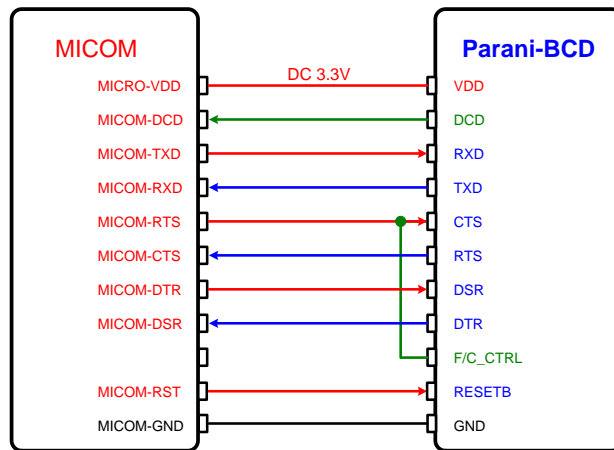 MICOM Parani-BCD
MICRO-VDD DC 3.3V VDD
MICOM-DCD DCD
MICOM-TXD RXD
MICOM-RXD TXD
MICOM-RTS CTS
MICOM-CTS RTS
MICOM-DTR DSR
MICOM-DSR DTR
F/C_CTRL
MICOM-RST RESETB
MICOM-GND GND